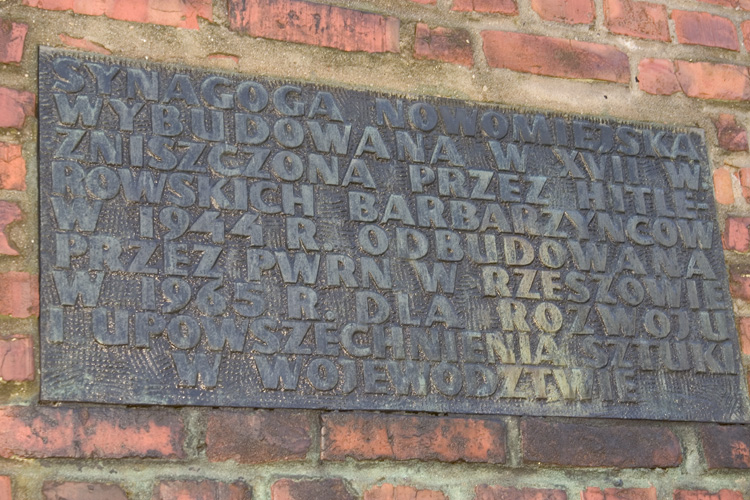 SYNAGOGA NOWOMIEJSKA
WYBUDOWANA W XVII W
ZNISZCZONA PRZEZ HITLE-
ROWSKICH BARBARZYŃCÓW
W 1944 R. ODBUDOWANA
PRZEZ PWRN W RZESZOWIE
W 1965 R. DLA ROZWOJU
I UPOWSZECHNIENIA SZTUKI
W WOJEWODZTWIE